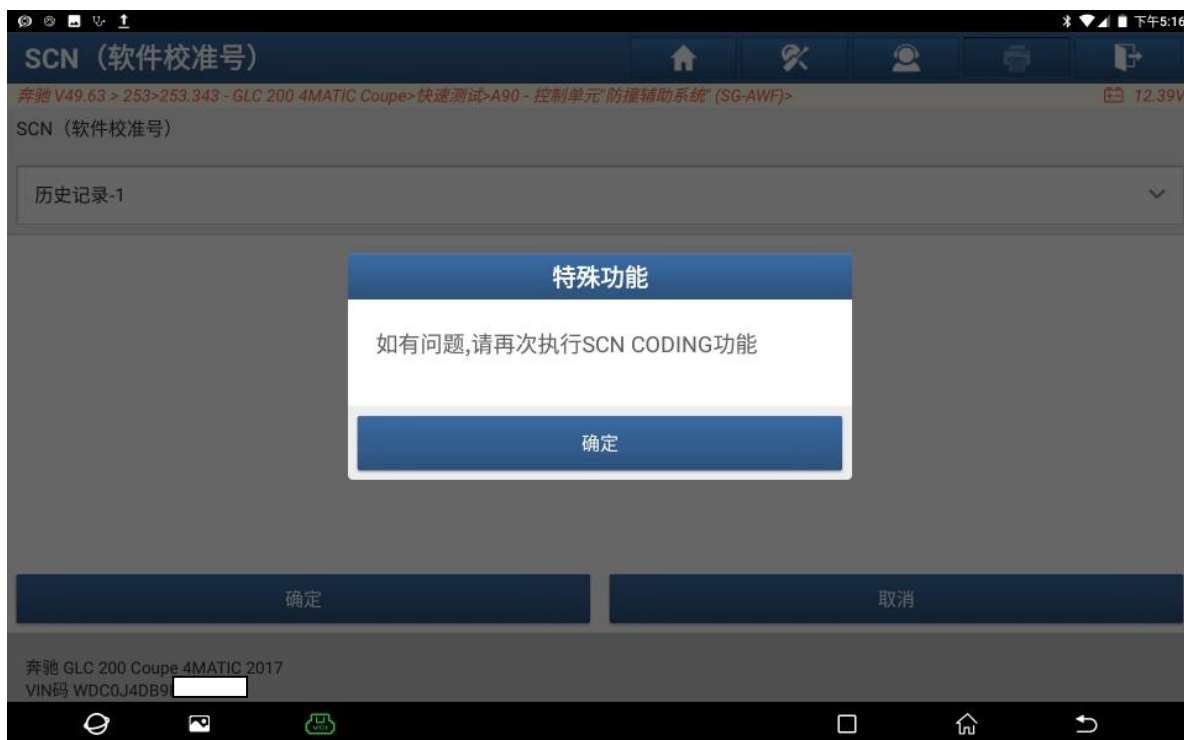 下午5:16
SCN（软件校准号）
奔驰 V49.63 > 253>253.343 - GLC 200 4MATIC Coupe>快速测试>A90 - 控制单元"防撞辅助系统" (SG-AWF)>
12.39V
SCN（软件校准号）
历史记录-1
特殊功能
如有问题,请再次执行SCN CODING功能
确定
确定
取消
奔驰 GLC 200 Coupe 4MATIC 2017
VIN码 WDC0J4DB9
VCI